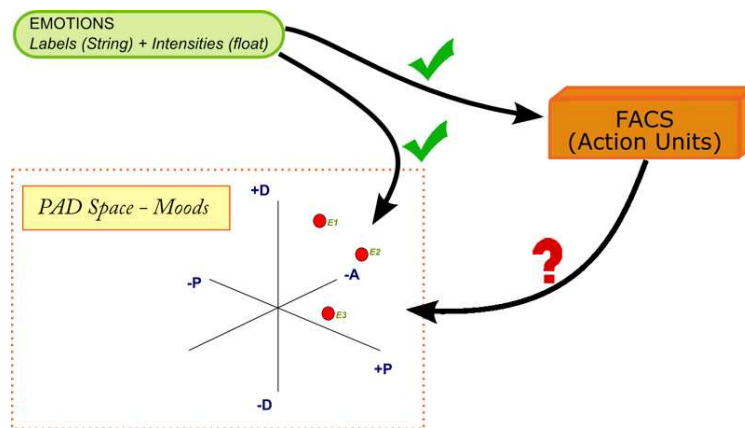 EMOTIONS
Labels (String) + Intensities (float)
FACS
(Action Units)
PAD Space - Moods
+D
E1
E2
-A
-P
E3
+P
-D
?